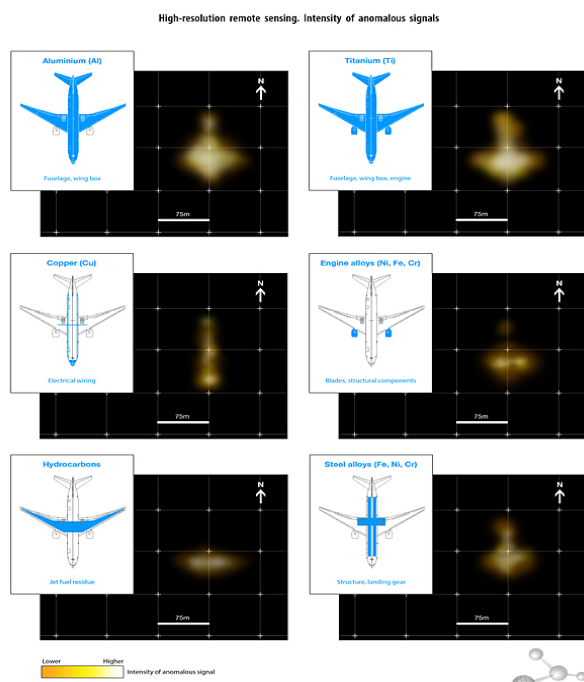 High-resolution remote sensing. Intensity of anomalous signals
Aluminium (Al)
Fuselage, wing box
N
75m
Titanium (Ti)
Fuselage, wing box, engine
N
75m
Copper (Cu)
Electrical wiring
N
75m
Engine alloys (Ni, Fe, Cr)
Blades, structural components
N
75m
Hydrocarbons
Jet fuel residue
N
75m
Steel alloys (Fe, Ni, Cr)
Structure, landing gear
N
75m
Lower Higher
Intensity of anomalous signal